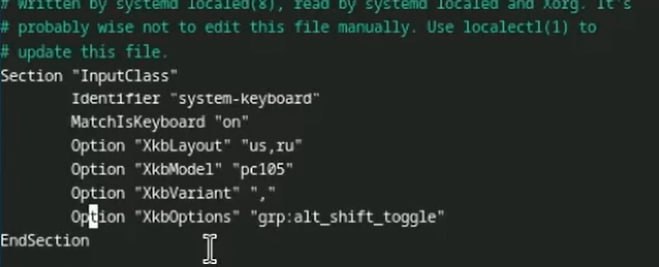 # written by systemd localed(8), read by systemd localed and Xorg. It's
# probably wise not to edit this file manually. Use localectl(1) to
# update this file.
Section "InputClass"
        Identifier "system-keyboard"
        MatchIsKeyboard "on"
        Option "XkbLayout" "us,ru"
        Option "XkbModel" "pc105"
        Option "XkbVariant" ","
        Option "XkbOptions" "grp:alt_shift_toggle"
EndSection